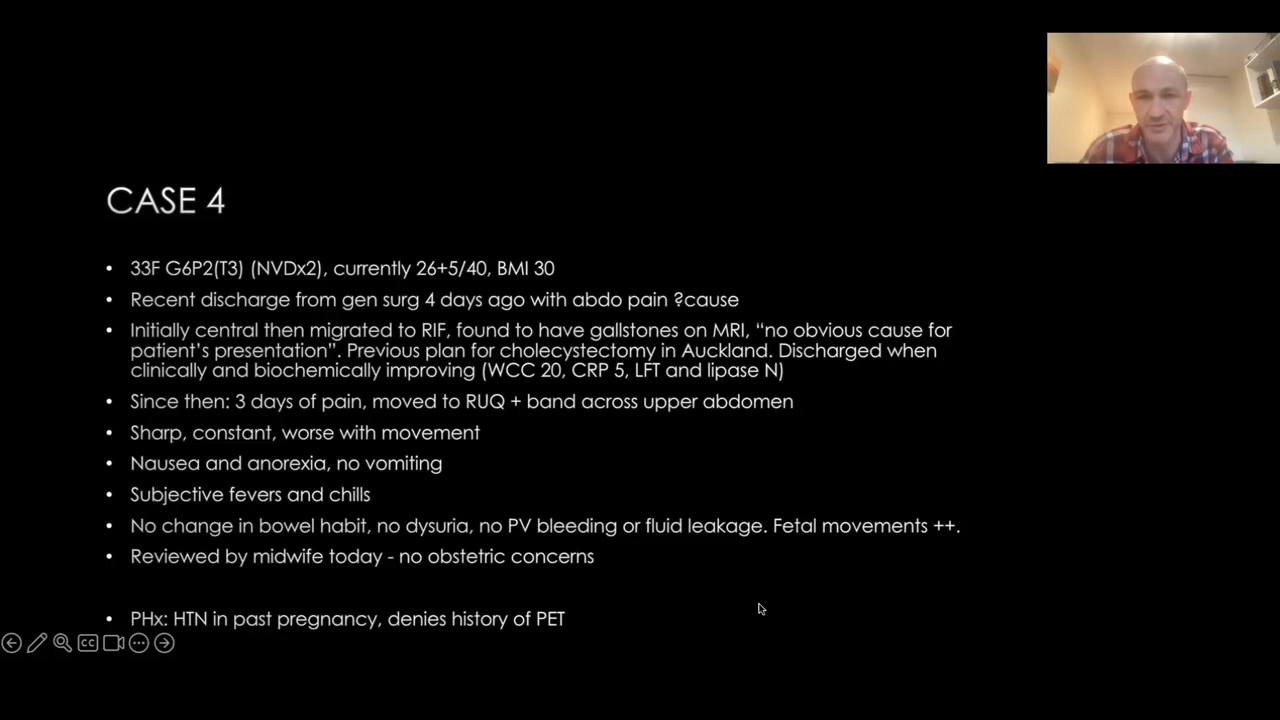 CASE 4
• 33F G6P2(T3) (NVDx2), currently 26+5/40, BMI 30
• Recent discharge from gen surg 4 days ago with abdo pain ?cause
• Initially central then migrated to RIF, found to have gallstones on MRI, “no obvious cause for
patient’s presentation”. Previous plan for cholecystectomy in Auckland. Discharged when
clinically and biochemically improving (WCC 20, CRP 5, LFT and lipase N)
• Since then: 3 days of pain, moved to RUQ + band across upper abdomen
• Sharp, constant, worse with movement
• Nausea and anorexia, no vomiting
• Subjective fevers and chills
• No change in bowel habit, no dysuria, no PV bleeding or fluid leakage. Fetal movements ++.
• Reviewed by midwife today - no obstetric concerns
• PHx: HTN in past pregnancy, denies history of PET
CC